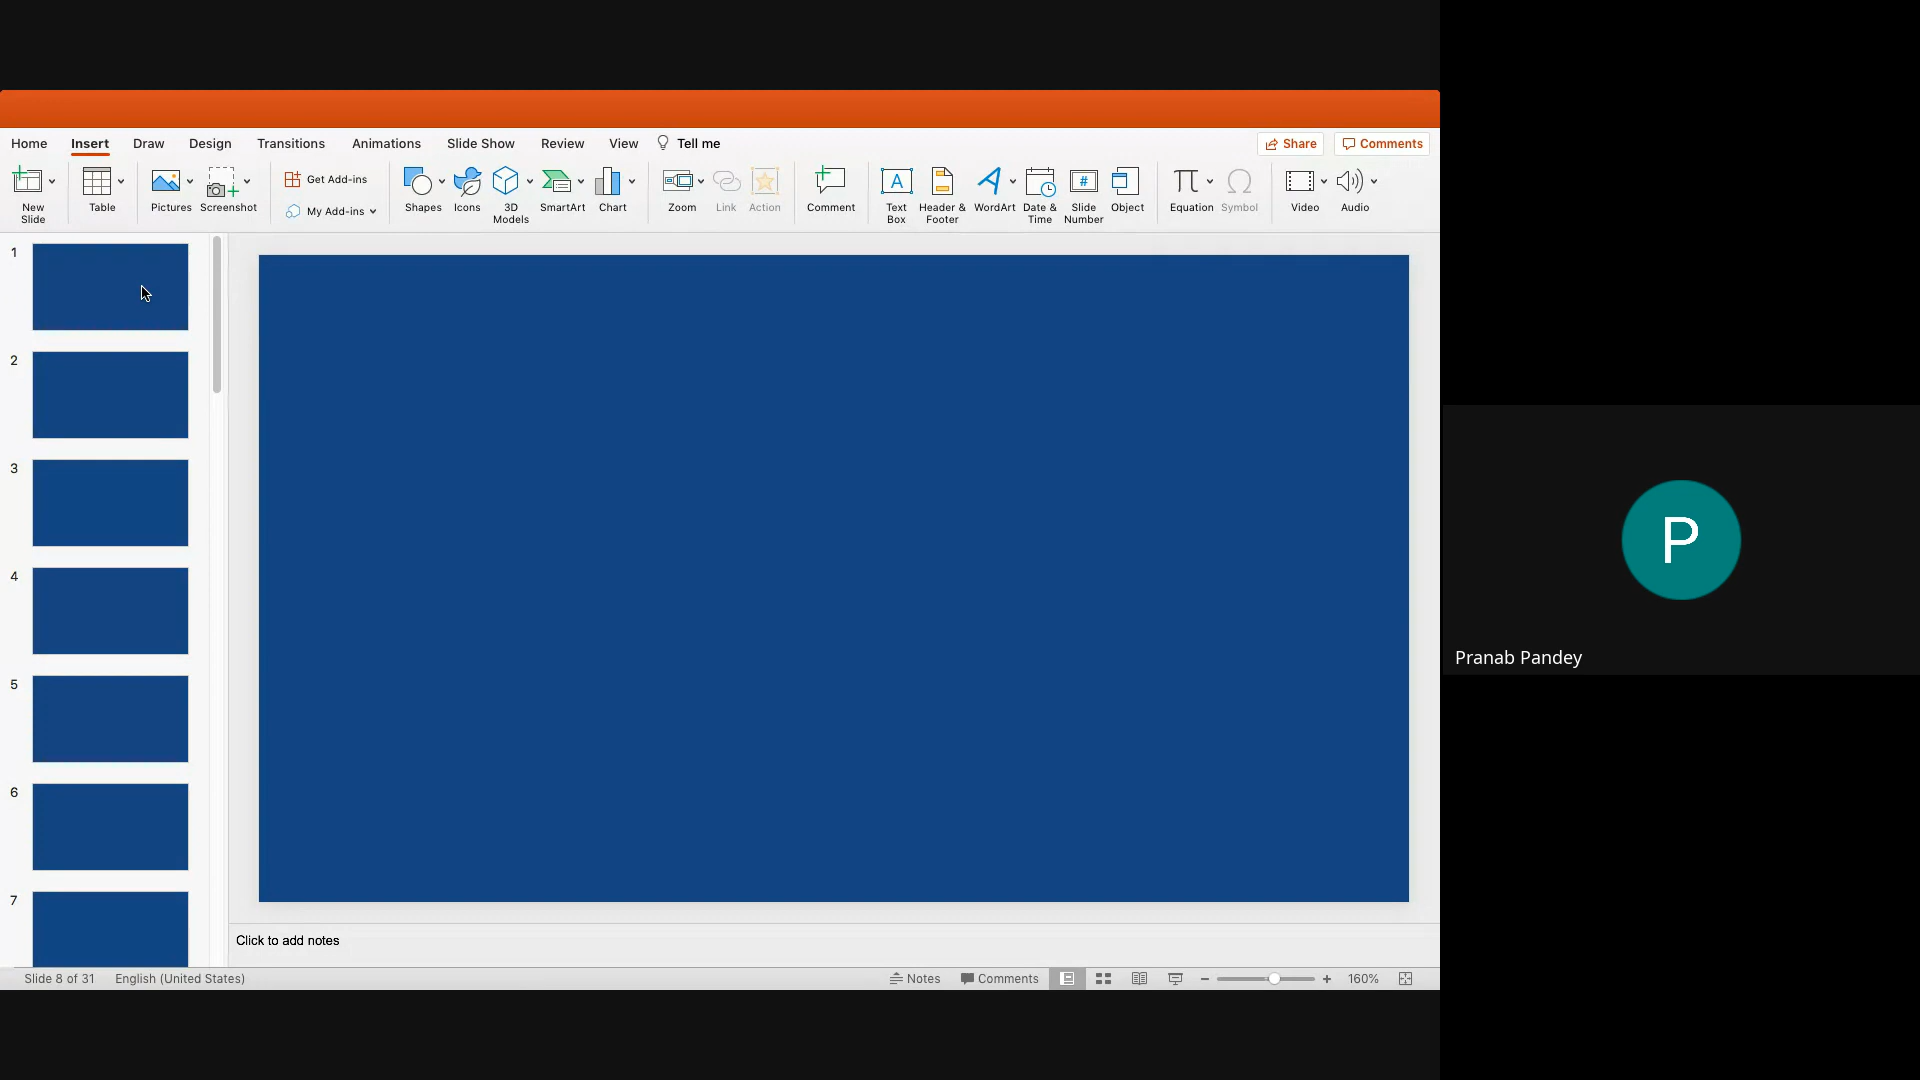 Home Insert Draw Design Transitions Animations Slide Show Review View Tell me Share Comments
New Slide
Table
Pictures
Screenshot
Get Add-ins
My Add-ins
Shapes
Icons
3D Models
SmartArt
Chart
Zoom
Link
Action
Comment
A
Text Box
Header & Footer
A
WordArt
Date & Time
#
Slide Number
Object
π
Equation
Ω
Symbol
Video
Audio
1
2
3
4
5
6
7
P
Pranab Pandey
Click to add notes
Slide 8 of 31 English (United States) Notes Comments − + 160%